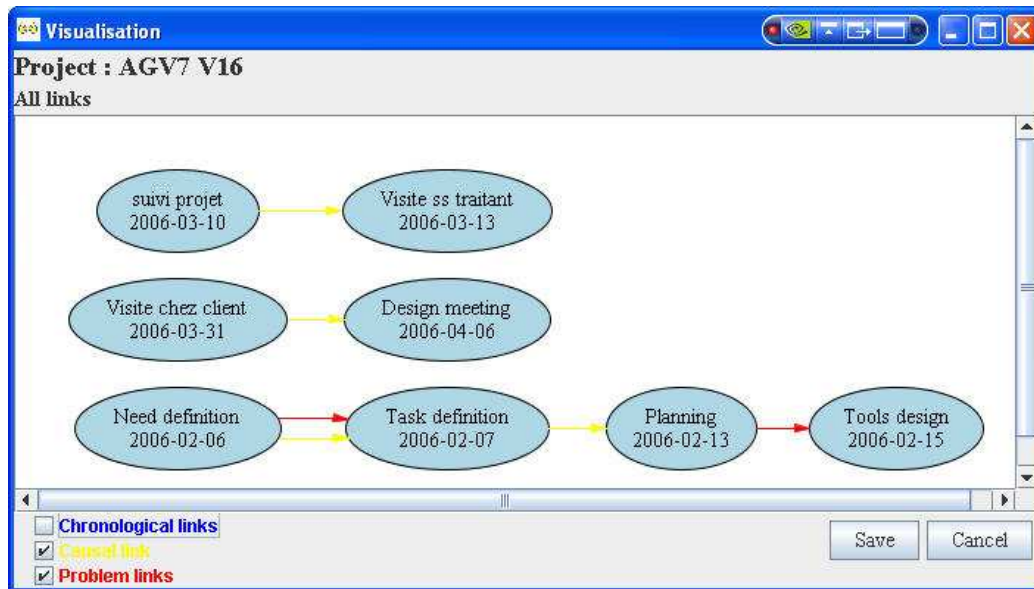 Visualisation
Project : AGV7 V16
All links
suivi projet
2006-03-10
Visite ss traitant
2006-03-13
Visite chez client
2006-03-31
Design meeting
2006-04-06
Need definition
2006-02-06
Task definition
2006-02-07
Planning
2006-02-13
Tools design
2006-02-15
Chronological links
Causal link
Problem links
Save
Cancel